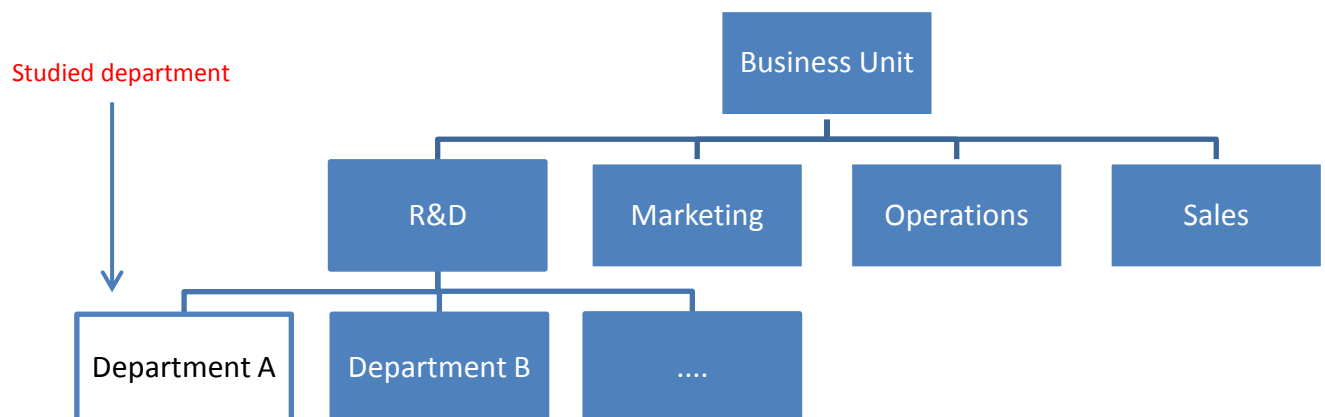 Business Unit
Studied department
R&D
Marketing
Operations
Sales
Department A
Department B
....